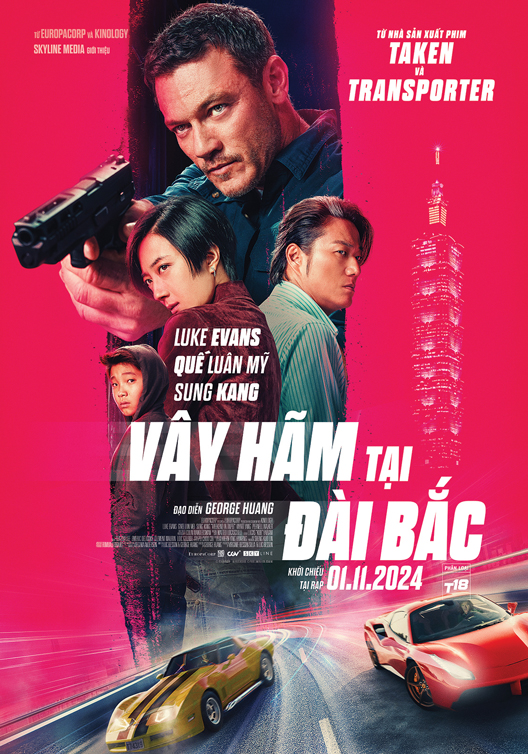 TỪ EUROPACORP VÀ KINOLOGY
SKYLINE MEDIA GIỚI THIỆU
TỪ NHÀ SẢN XUẤT PHIM
TAKEN
VÀ
TRANSPORTER
LUKE EVANS
QUẾ LUÂN MỸ
SUNG KANG
VÂY HÃM TẠI
ĐÀI BẮC
ĐẠO DIỄN GEORGE HUANG
EUROPACORP
KHỞI CHIẾU
TẠI RẠP
01.11.2024
PHÂN LOẠI
T18